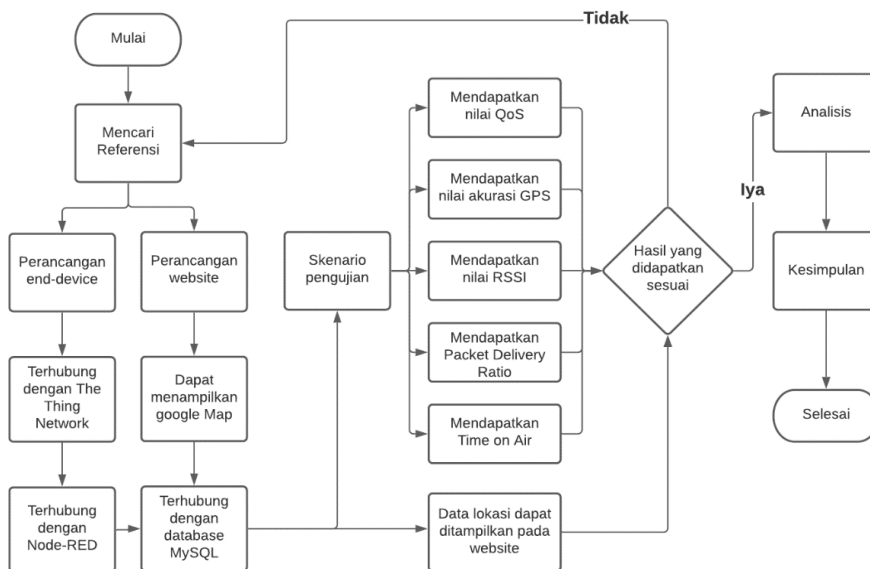 Mulai
Tidak
Mencari
Referensi
Perancangan
end-device
Perancangan
website
Terhubung
dengan The
Thing
Network
Dapat
menampilkan
google Map
Terhubung
dengan
Node-RED
Terhubung
dengan
database
MySQL
Skenario
pengujian
Mendapatkan
nilai QoS
Mendapatkan
nilai akurasi GPS
Mendapatkan
nilai RSSI
Mendapatkan
Packet Delivery
Ratio
Mendapatkan
Time on Air
Data lokasi dapat
ditampilkan pada
website
Hasil yang
didapatkan
sesuai
Iya
Analisis
Kesimpulan
Selesai